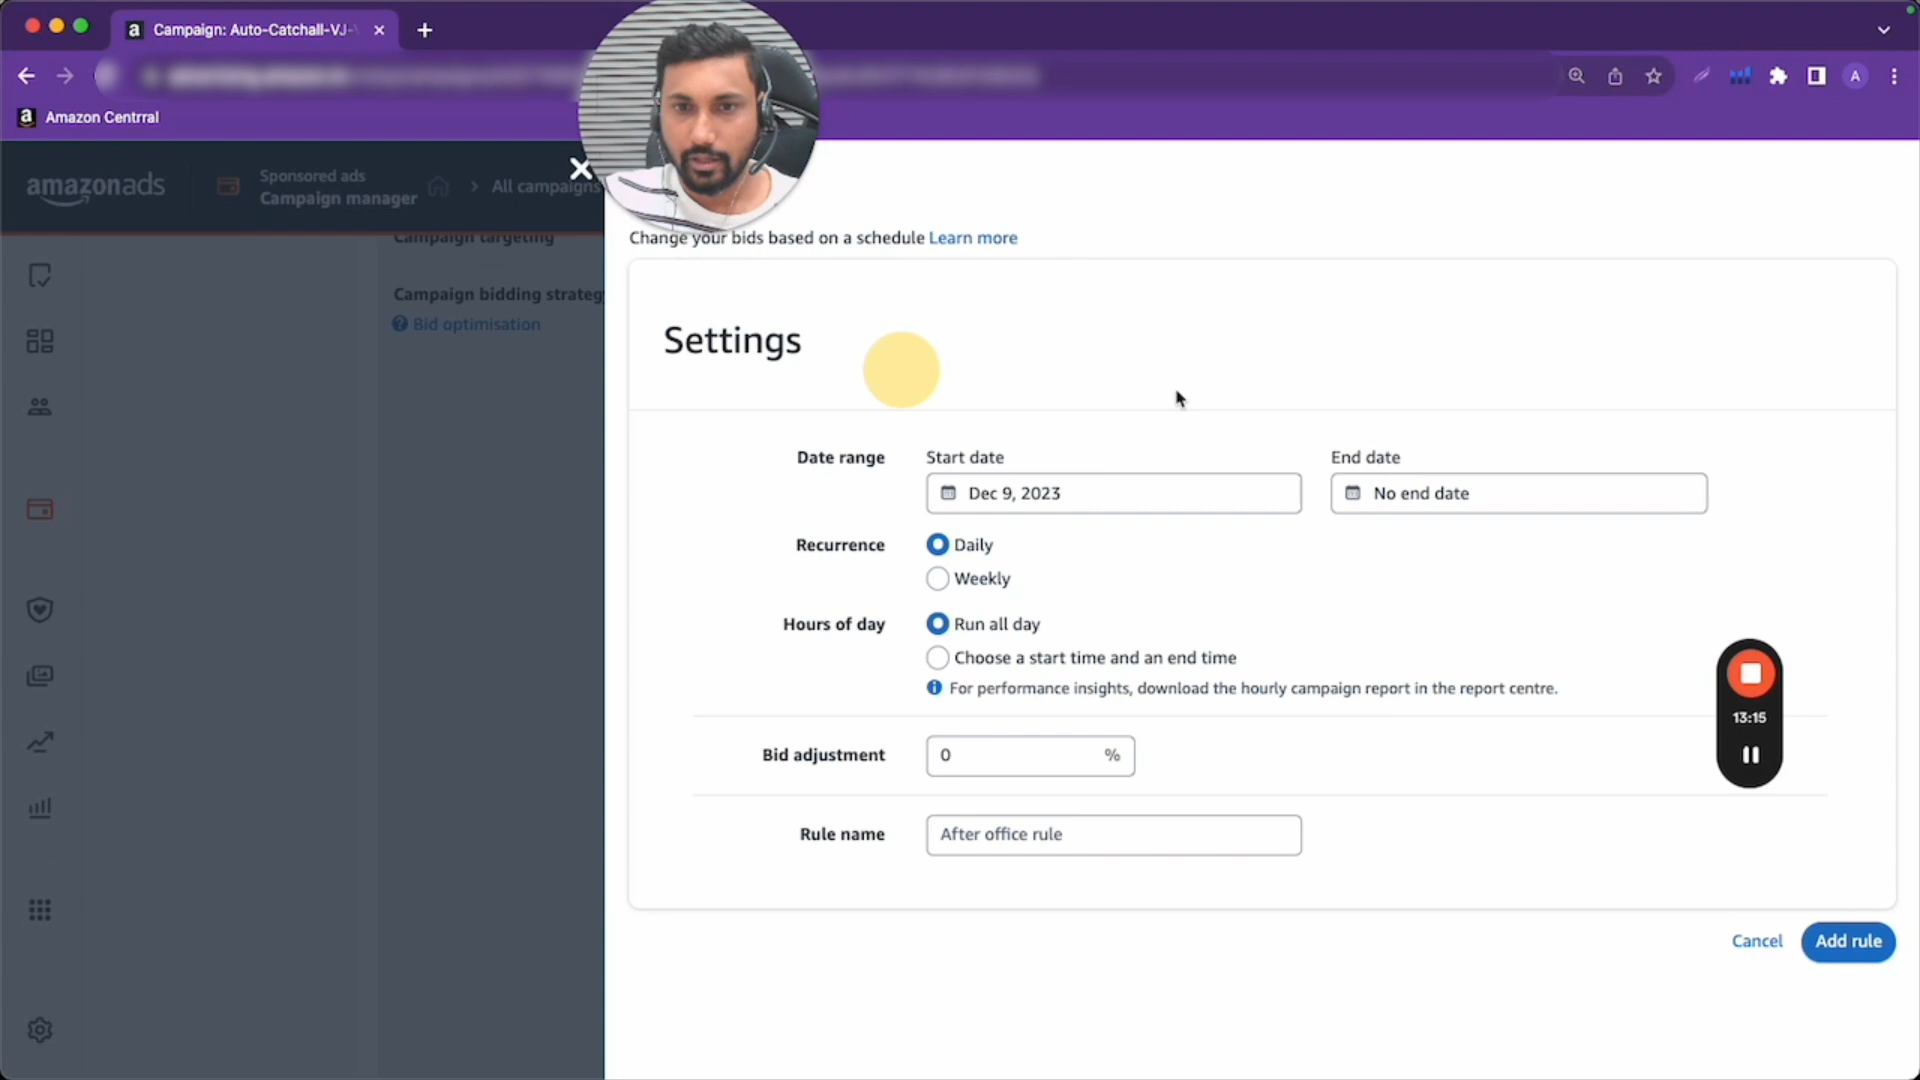 Campaign: Auto-Catchall-VJ-
A
Amazon Centrral
amazonads
Sponsored ads
Campaign manager
All campaigns
Campaign targeting
Campaign bidding strategy
Bid optimisation
Change your bids based on a schedule Learn more
Settings
Date range
Start date
End date
Dec 9, 2023
No end date
Recurrence
Daily
Weekly
Hours of day
Run all day
Choose a start time and an end time
For performance insights, download the hourly campaign report in the report centre.
13:15
Bid adjustment
0 %
Rule name
After office rule
Cancel
Add rule